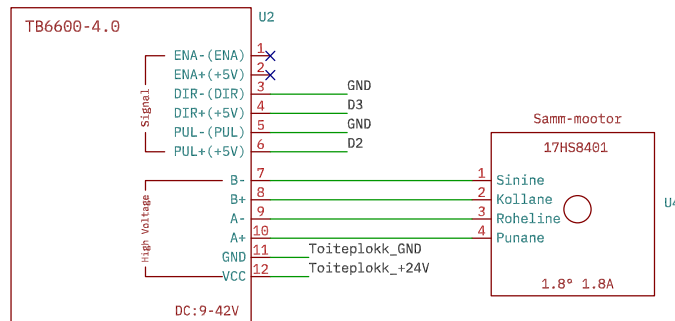 U2
TB6600-4.0
ENA-(ENA) 1
ENA+(+5V) 2
DIR-(DIR) 3 GND
DIR+(+5V) 4 D3
PUL-(PUL) 5 GND
PUL+(+5V) 6 D2
Signal
B- 7
B+ 8
A- 9
A+ 10
GND 11 Toiteplokk_GND
VCC 12 Toiteplokk_+24V
High Voltage
DC:9-42V
Samm-mootor
17HS8401
1 Sinine
2 Kollane
3 Roheline
4 Punane
1.8° 1.8A